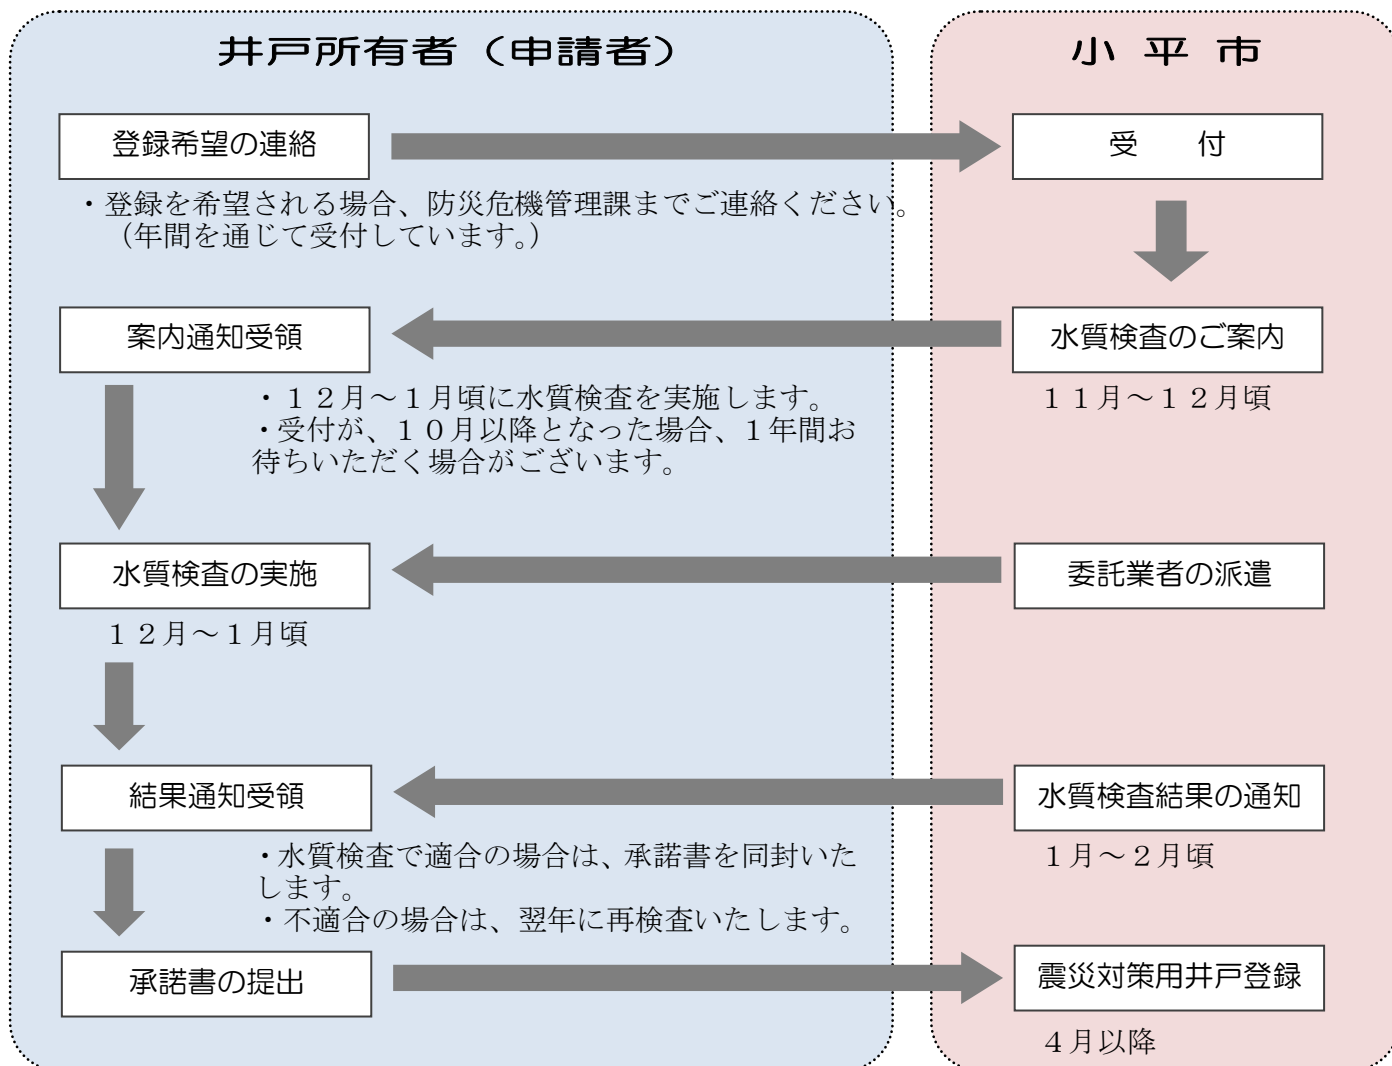 井戸所有者（申請者）
小 平 市
登録希望の連絡
受　　付
・登録を希望される場合、防災危機管理課までご連絡ください。
（年間を通じて受付しています。）
案内通知受領
水質検査のご案内
１１月～１２月頃
・１２月～１月頃に水質検査を実施します。
・受付が、１０月以降となった場合、１年間お
待ちいただく場合がございます。
水質検査の実施
委託業者の派遣
１２月～１月頃
結果通知受領
水質検査結果の通知
１月～２月頃
・水質検査で適合の場合は、承諾書を同封いた
します。
・不適合の場合は、翌年に再検査いたします。
承諾書の提出
震災対策用井戸登録
４月以降